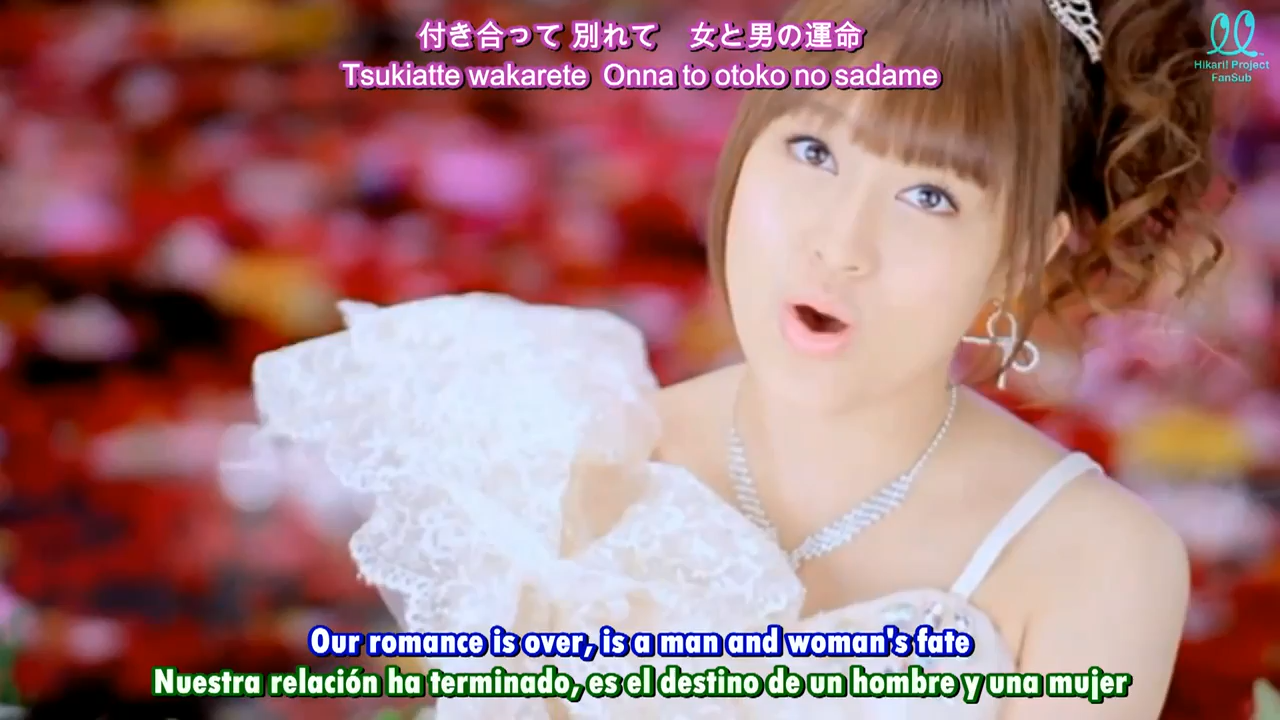 付き合って 別れて　女と男の運命
Tsukiatte wakarete  Onna to otoko no sadame
Hikari! Project
FanSub
Our romance is over, is a man and woman's fate
Nuestra relación ha terminado, es el destino de un hombre y una mujer